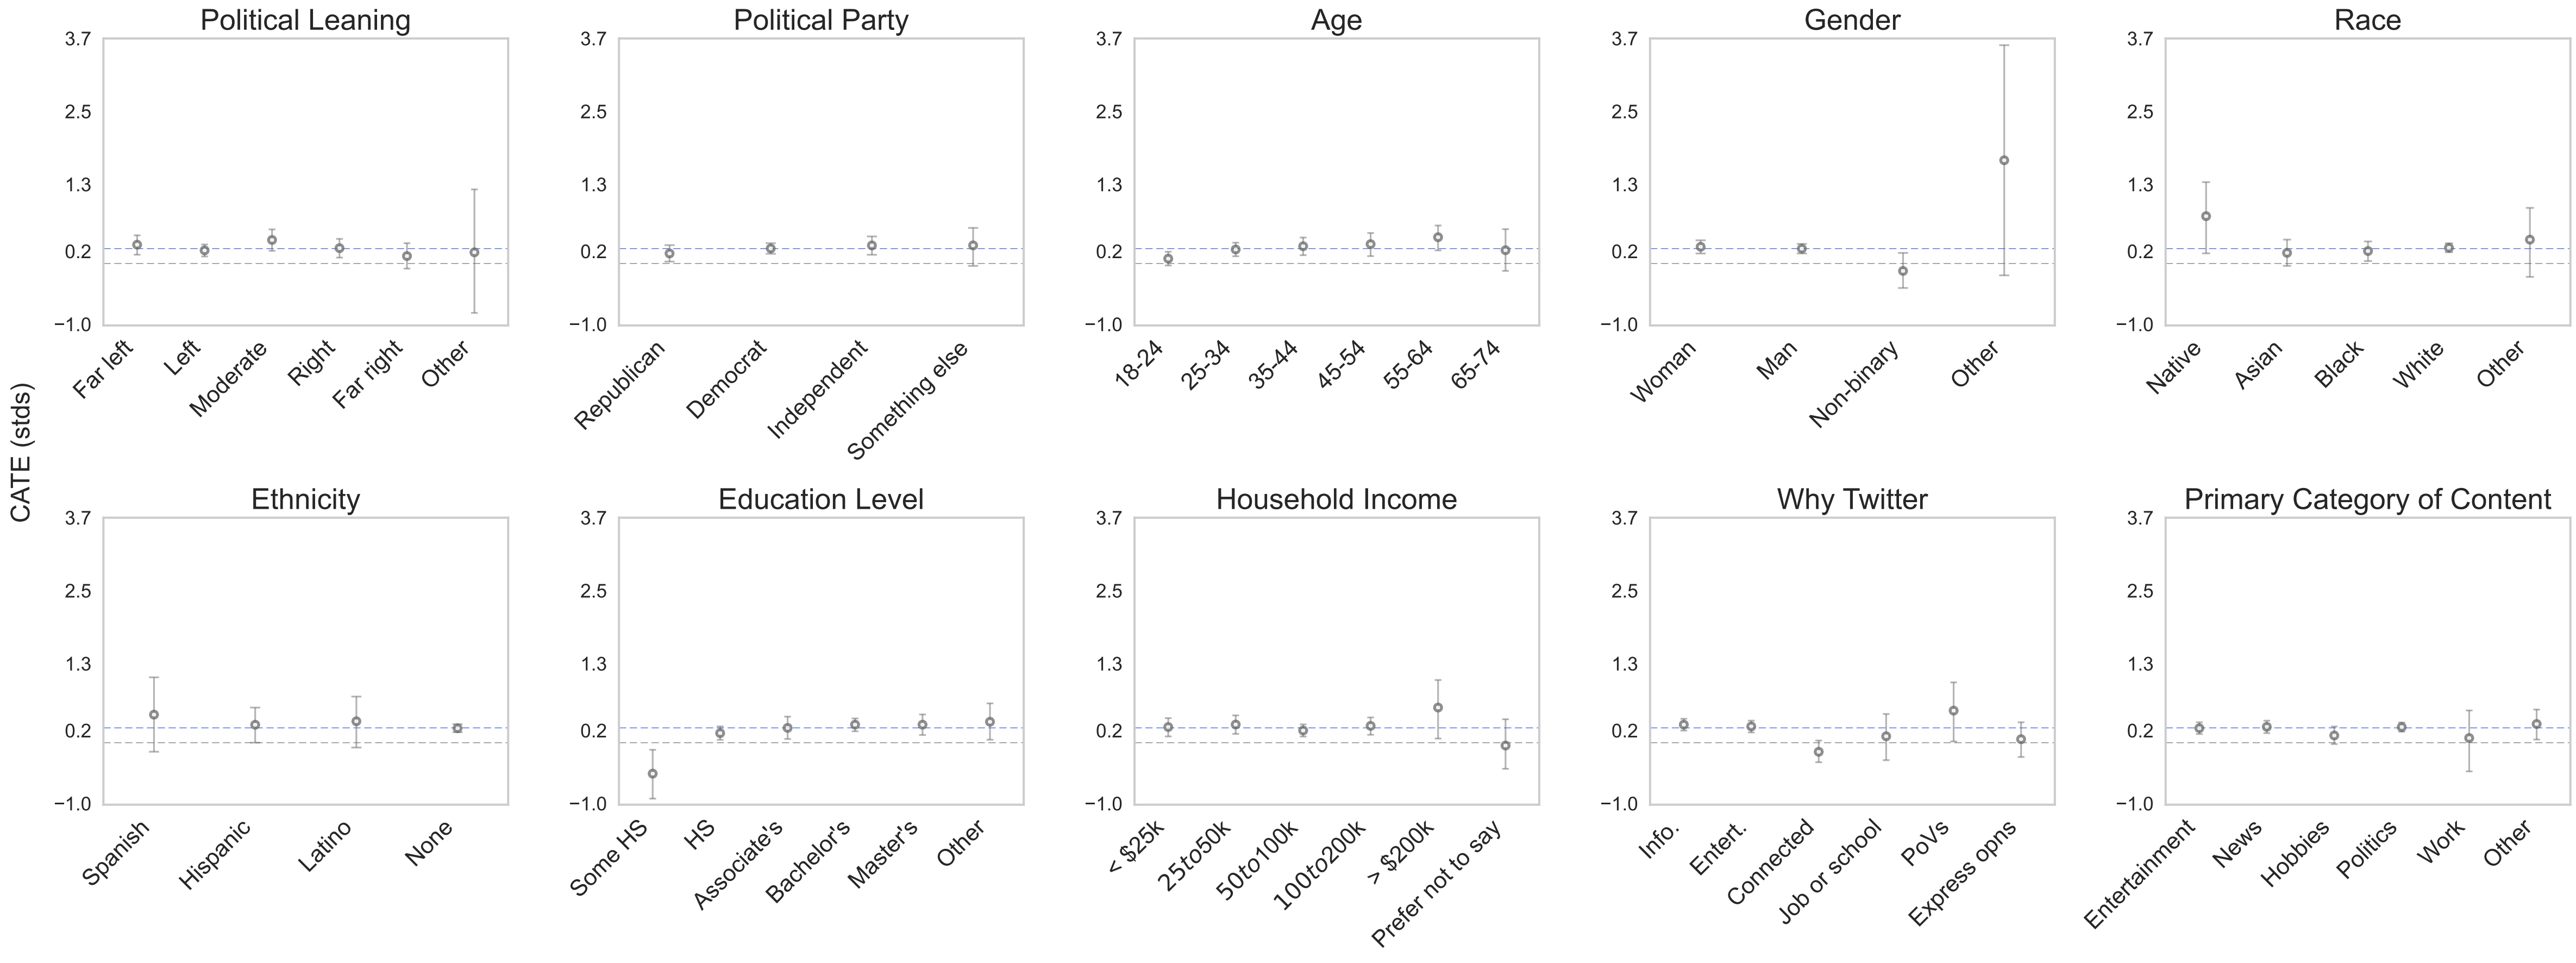 CATE (stds)
Political Leaning
3.7
2.5
1.3
0.2
−1.0
Far left
Left
Moderate
Right
Far right
Other
Political Party
3.7
2.5
1.3
0.2
−1.0
Republican
Democrat
Independent
Something else
Age
3.7
2.5
1.3
0.2
−1.0
18-24
25-34
35-44
45-54
55-64
65-74
Gender
3.7
2.5
1.3
0.2
−1.0
Woman
Man
Non-binary
Other
Race
3.7
2.5
1.3
0.2
−1.0
Native
Asian
Black
White
Other
Ethnicity
3.7
2.5
1.3
0.2
−1.0
Spanish
Hispanic
Latino
None
Education Level
3.7
2.5
1.3
0.2
−1.0
Some HS
HS
Associate's
Bachelor's
Master's
Other
Household Income
3.7
2.5
1.3
0.2
−1.0
< $25k
25to50k
50to100k
100to200k
> $200k
Prefer not to say
Why Twitter
3.7
2.5
1.3
0.2
−1.0
Info.
Entert.
Connected
Job or school
PoVs
Express opns
Primary Category of Content
3.7
2.5
1.3
0.2
−1.0
Entertainment
News
Hobbies
Politics
Work
Other